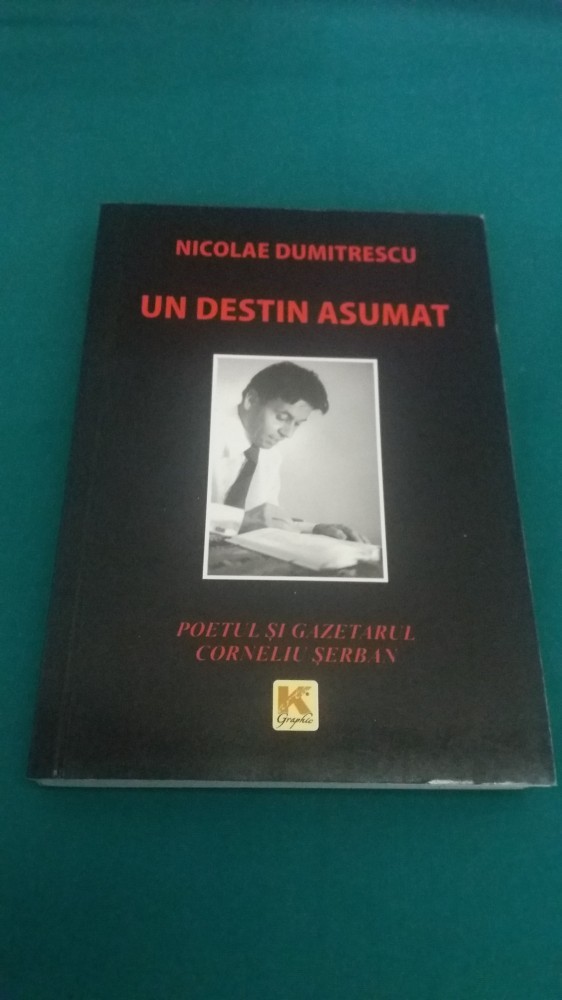 NICOLAE DUMITRESCU
UN DESTIN ASUMAT
POETUL ȘI GAZETARUL
CORNELIU ȘERBAN
K
Graphic